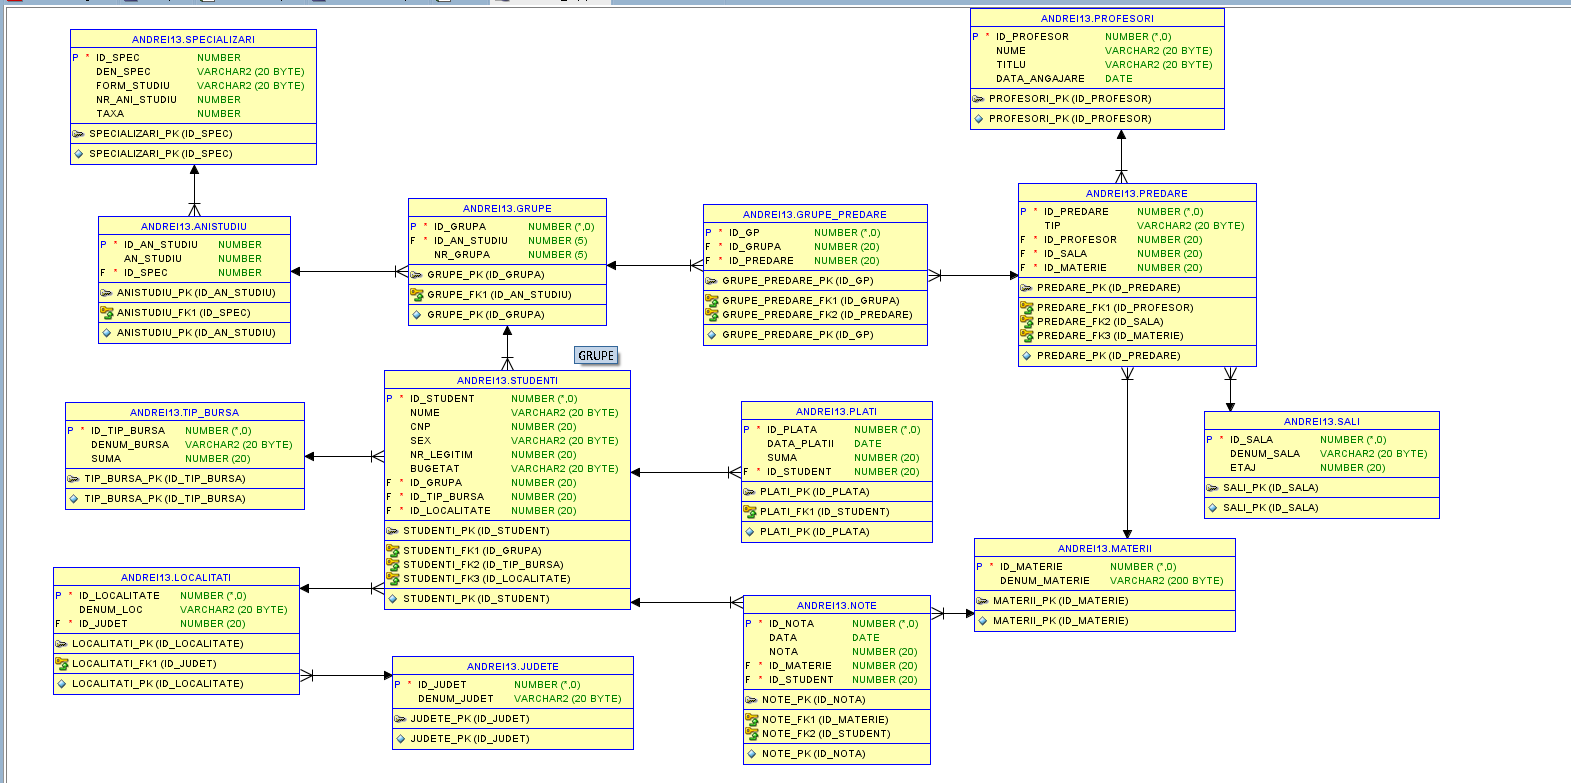 ANDREI13.SPECIALIZARI
P * ID_SPEC NUMBER
DEN_SPEC VARCHAR2 (20 BYTE)
FORM_STUDIU VARCHAR2 (20 BYTE)
NR_ANI_STUDIU NUMBER
TAXA NUMBER
SPECIALIZARI_PK (ID_SPEC)
SPECIALIZARI_PK (ID_SPEC)
ANDREI13.PROFESORI
P * ID_PROFESOR NUMBER (*,0)
NUME VARCHAR2 (20 BYTE)
TITLU VARCHAR2 (20 BYTE)
DATA_ANGAJARE DATE
PROFESORI_PK (ID_PROFESOR)
PROFESORI_PK (ID_PROFESOR)
ANDREI13.ANISTUDIU
P * ID_AN_STUDIU NUMBER
AN_STUDIU NUMBER
F * ID_SPEC NUMBER
ANISTUDIU_PK (ID_AN_STUDIU)
ANISTUDIU_FK1 (ID_SPEC)
ANISTUDIU_PK (ID_AN_STUDIU)
ANDREI13.GRUPE
P * ID_GRUPA NUMBER (*,0)
F * ID_AN_STUDIU NUMBER (5)
NR_GRUPA NUMBER (5)
GRUPE_PK (ID_GRUPA)
GRUPE_FK1 (ID_AN_STUDIU)
GRUPE_PK (ID_GRUPA)
ANDREI13.GRUPE_PREDARE
P * ID_GP NUMBER (*,0)
F * ID_GRUPA NUMBER (20)
F * ID_PREDARE NUMBER (20)
GRUPE_PREDARE_PK (ID_GP)
GRUPE_PREDARE_FK1 (ID_GRUPA)
GRUPE_PREDARE_FK2 (ID_PREDARE)
GRUPE_PREDARE_PK (ID_GP)
ANDREI13.PREDARE
P * ID_PREDARE NUMBER (*,0)
TIP VARCHAR2 (20 BYTE)
F * ID_PROFESOR NUMBER (20)
F * ID_SALA NUMBER (20)
F * ID_MATERIE NUMBER (20)
PREDARE_PK (ID_PREDARE)
PREDARE_FK1 (ID_PROFESOR)
PREDARE_FK2 (ID_SALA)
PREDARE_FK3 (ID_MATERIE)
PREDARE_PK (ID_PREDARE)
GRUPE
ANDREI13.TIP_BURSA
P * ID_TIP_BURSA NUMBER (*,0)
DENUM_BURSA VARCHAR2 (20 BYTE)
SUMA NUMBER (20)
TIP_BURSA_PK (ID_TIP_BURSA)
TIP_BURSA_PK (ID_TIP_BURSA)
ANDREI13.STUDENTI
P * ID_STUDENT NUMBER (*,0)
NUME VARCHAR2 (20 BYTE)
CNP NUMBER (20)
SEX VARCHAR2 (20 BYTE)
NR_LEGITIM NUMBER (20)
BUGETAT VARCHAR2 (20 BYTE)
F * ID_GRUPA NUMBER (20)
F * ID_TIP_BURSA NUMBER (20)
F * ID_LOCALITATE NUMBER (20)
STUDENTI_PK (ID_STUDENT)
STUDENTI_FK1 (ID_GRUPA)
STUDENTI_FK2 (ID_TIP_BURSA)
STUDENTI_FK3 (ID_LOCALITATE)
STUDENTI_PK (ID_STUDENT)
ANDREI13.PLATI
P * ID_PLATA NUMBER (*,0)
DATA_PLATII DATE
SUMA NUMBER (20)
F * ID_STUDENT NUMBER (20)
PLATI_PK (ID_PLATA)
PLATI_FK1 (ID_STUDENT)
PLATI_PK (ID_PLATA)
ANDREI13.SALI
P * ID_SALA NUMBER (*,0)
DENUM_SALA VARCHAR2 (20 BYTE)
ETAJ NUMBER (20)
SALI_PK (ID_SALA)
SALI_PK (ID_SALA)
ANDREI13.LOCALITATI
P * ID_LOCALITATE NUMBER (*,0)
DENUM_LOC VARCHAR2 (20 BYTE)
F * ID_JUDET NUMBER (20)
LOCALITATI_PK (ID_LOCALITATE)
LOCALITATI_FK1 (ID_JUDET)
LOCALITATI_PK (ID_LOCALITATE)
ANDREI13.JUDETE
P * ID_JUDET NUMBER (*,0)
DENUM_JUDET VARCHAR2 (20 BYTE)
JUDETE_PK (ID_JUDET)
JUDETE_PK (ID_JUDET)
ANDREI13.NOTE
P * ID_NOTA NUMBER (*,0)
DATA DATE
NOTA NUMBER (20)
F * ID_MATERIE NUMBER (20)
F * ID_STUDENT NUMBER (20)
NOTE_PK (ID_NOTA)
NOTE_FK1 (ID_MATERIE)
NOTE_FK2 (ID_STUDENT)
NOTE_PK (ID_NOTA)
ANDREI13.MATERII
P * ID_MATERIE NUMBER (*,0)
DENUM_MATERIE VARCHAR2 (200 BYTE)
MATERII_PK (ID_MATERIE)
MATERII_PK (ID_MATERIE)